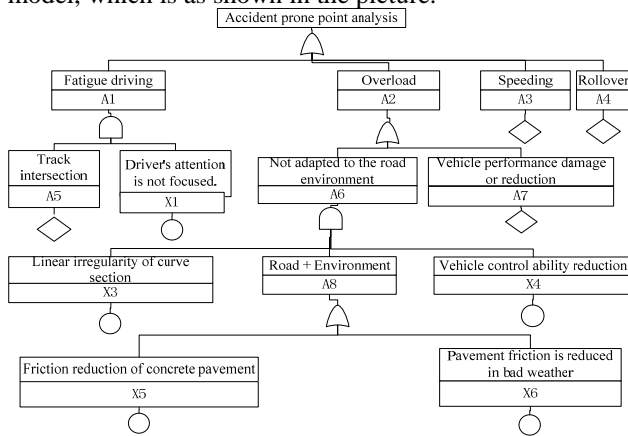 model, which is as shown in the picture:
Accident prone point analysis
Fatigue driving
A1
Overload
A2
Speeding
A3
Rollover
A4
Track
intersection
A5
Driver's attention
is not focused.
X1
Not adapted to the road
environment
A6
Vehicle performance damage
or reduction
A7
Linear irregularity of curve
section
X3
Road + Environment
A8
Vehicle control ability reduction
X4
Friction reduction of concrete pavement
X5
Pavement friction is reduced
in bad weather
X6